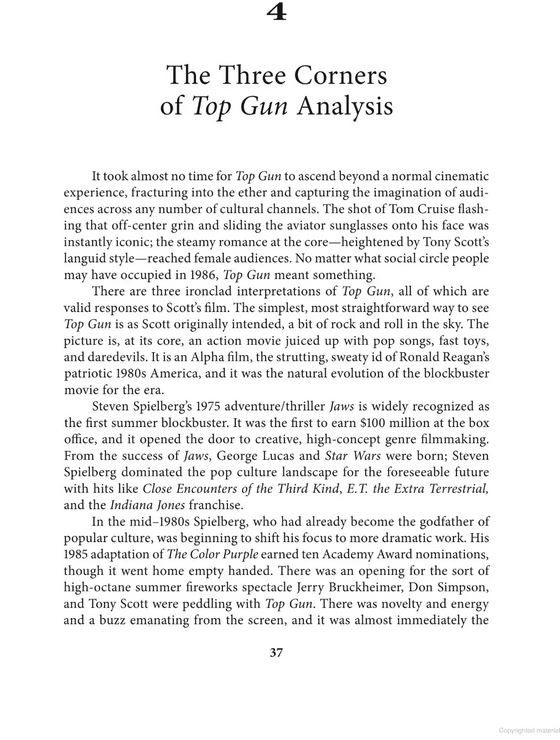 4
The Three Corners
of Top Gun Analysis
It took almost no time for Top Gun to ascend beyond a normal cinematic
experience, fracturing into the ether and capturing the imagination of audi-
ences across any number of cultural channels. The shot of Tom Cruise flash-
ing that off-center grin and sliding the aviator sunglasses onto his face was
instantly iconic; the steamy romance at the core—heightened by Tony Scott's
languid style—reached female audiences. No matter what social circle people
may have occupied in 1986, Top Gun meant something.
There are three ironclad interpretations of Top Gun, all of which are
valid responses to Scott's film. The simplest, most straightforward way to see
Top Gun is as Scott originally intended, a bit of rock and roll in the sky. The
picture is, at its core, an action movie juiced up with pop songs, fast toys,
and daredevils. It is an Alpha film, the strutting, sweaty id of Ronald Reagan's
patriotic 1980s America, and it was the natural evolution of the blockbuster
movie for the era.
Steven Spielberg's 1975 adventure/thriller Jaws is widely recognized as
the first summer blockbuster. It was the first to earn $100 million at the box
office, and it opened the door to creative, high-concept genre filmmaking.
From the success of Jaws, George Lucas and Star Wars were born; Steven
Spielberg dominated the pop culture landscape for the foreseeable future
with hits like Close Encounters of the Third Kind, E.T. the Extra Terrestrial,
and the Indiana Jones franchise.
In the mid–1980s Spielberg, who had already become the godfather of
popular culture, was beginning to shift his focus to more dramatic work. His
1985 adaptation of The Color Purple earned ten Academy Award nominations,
though it went home empty handed. There was an opening for the sort of
high-octane summer fireworks spectacle Jerry Bruckheimer, Don Simpson,
and Tony Scott were peddling with Top Gun. There was novelty and energy
and a buzz emanating from the screen, and it was almost immediately the
37
Copyrighted material